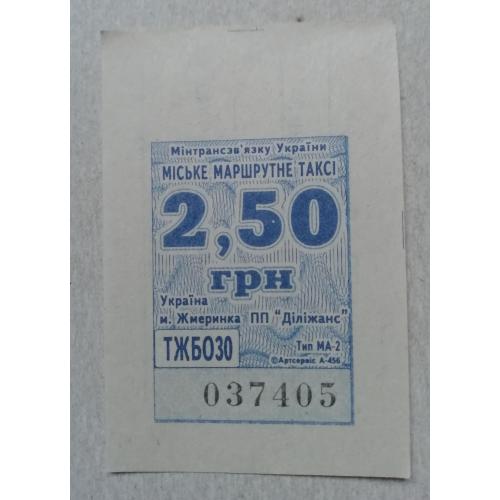 Мінтрансзв'язку України
МІСЬКЕ МАРШРУТНЕ ТАКСІ
2,50
грн
Україна
м. Жмеринка ПП "Діліжанс"
ТЖБ030 Тип МА-2
©Артсервіс А-456
037405